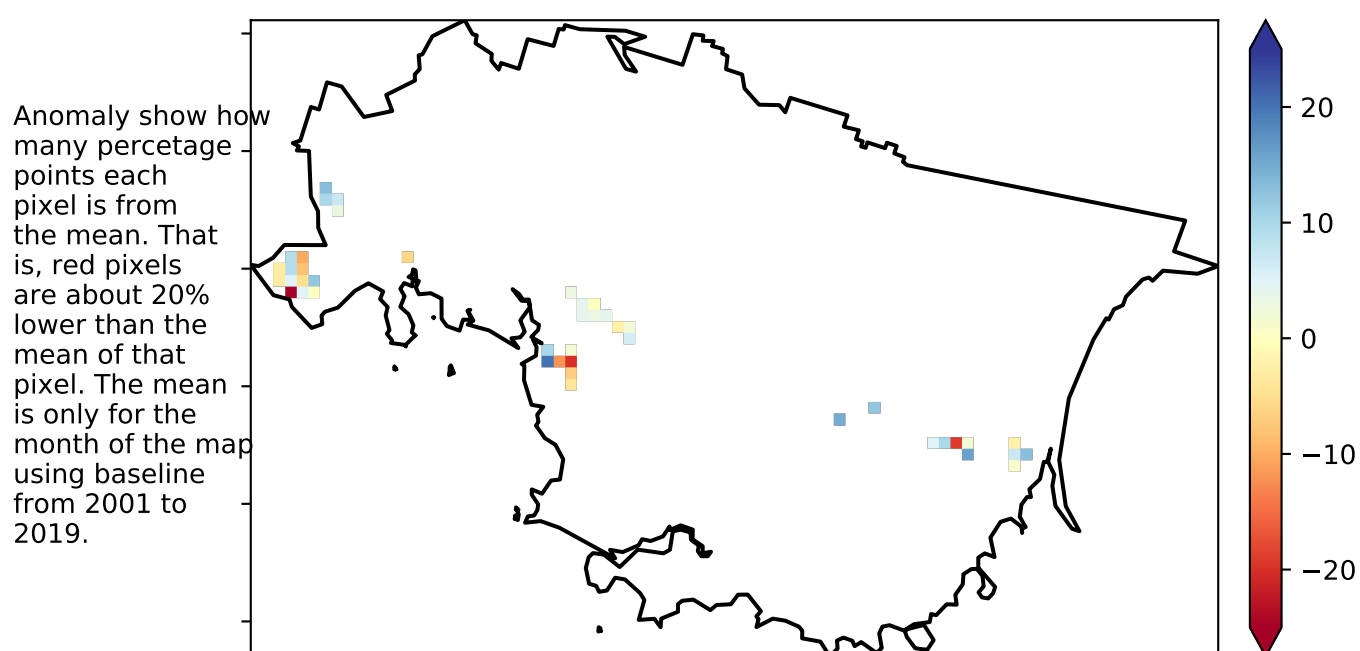 Anomaly show how
many percetage
points each
pixel is from
the mean. That
is, red pixels
are about 20%
lower than the
mean of that
pixel. The mean
is only for the
month of the map
using baseline
from 2001 to
2019.
20
10
0
−10
−20